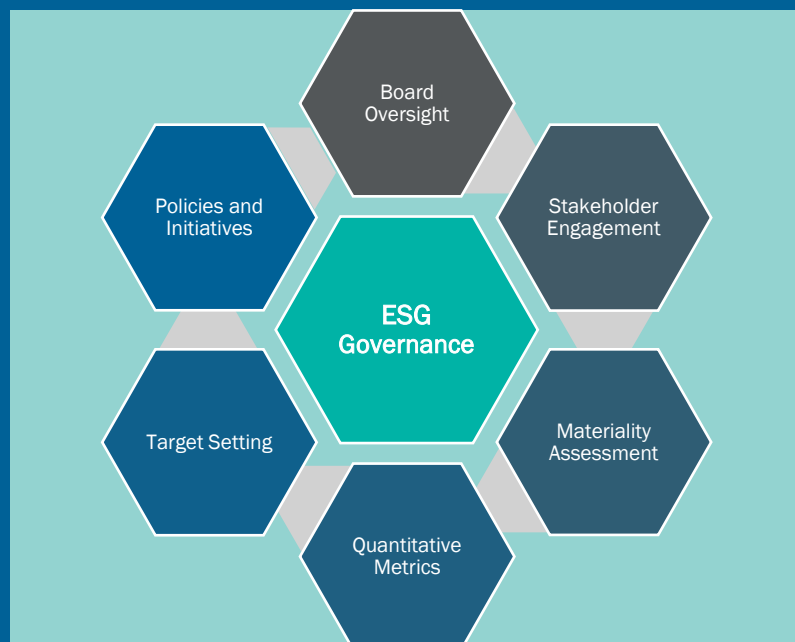 Board
Oversight
Stakeholder
Engagement
Materiality
Assessment
Quantitative
Metrics
Target Setting
Policies and
Initiatives
ESG
Governance